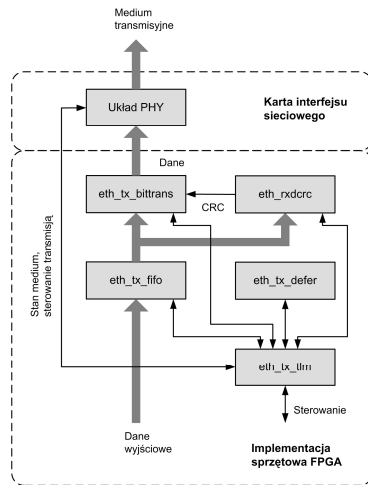 Medium
transmisyjne
Układ PHY
Karta interfejsu
sieciowego
Dane
eth_tx_bittrans
eth_rxdcrc
CRC
Stan medium,
sterowanie transmisją
eth_tx_fifo
eth_tx_defer
eth_tx_tlm
Sterowanie
Dane
wyjściowe
Implementacja
sprzętowa FPGA